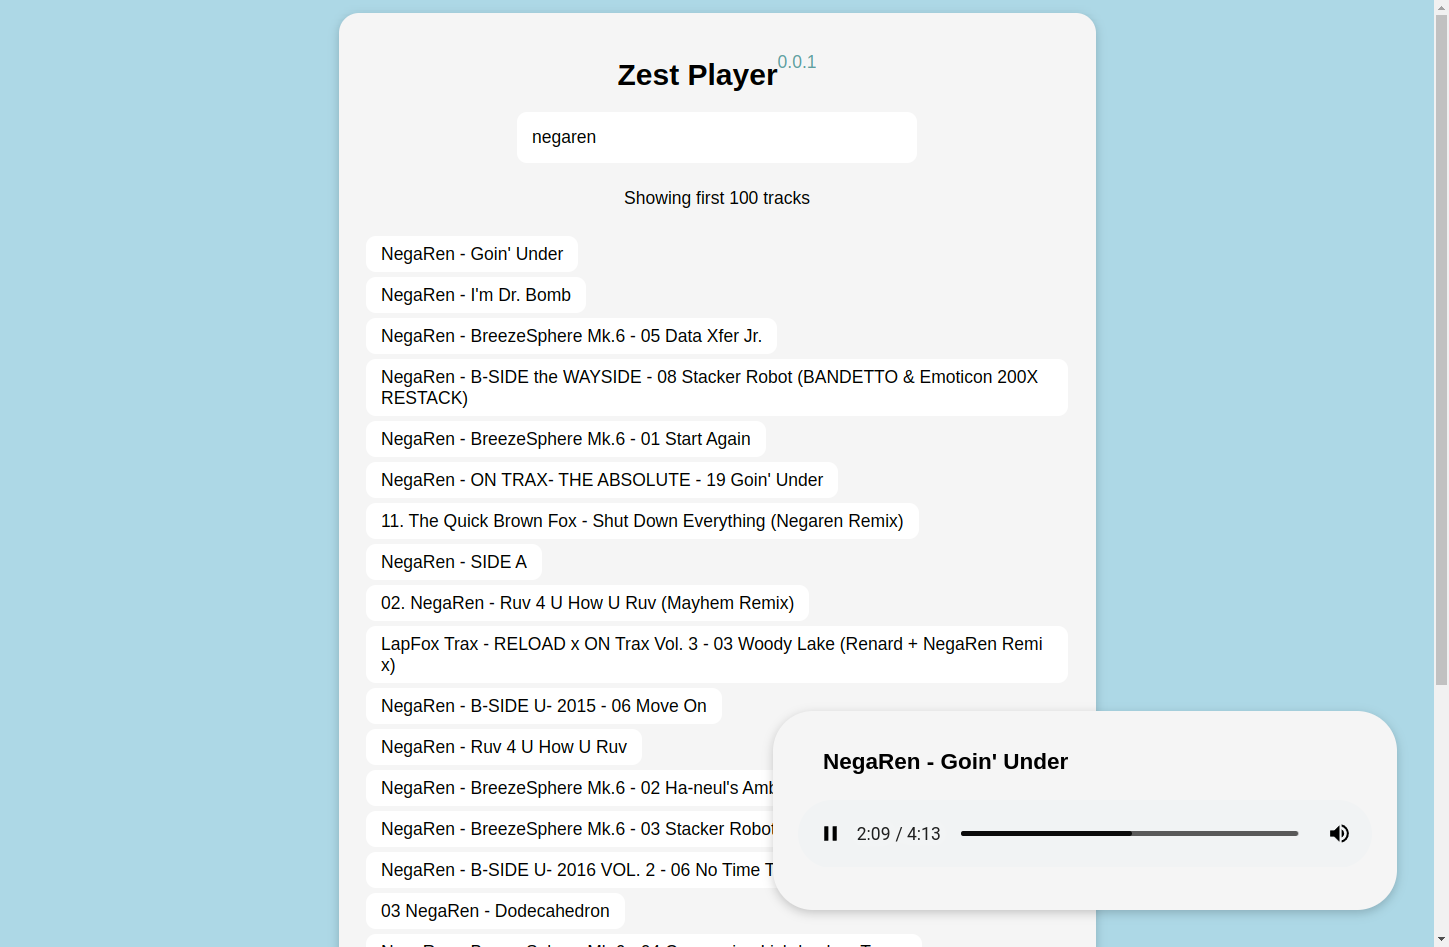 Zest Player 0.0.1
negaren
Showing first 100 tracks
NegaRen - Goin' Under
NegaRen - I'm Dr. Bomb
NegaRen - BreezeSphere Mk.6 - 05 Data Xfer Jr.
NegaRen - B-SIDE the WAYSIDE - 08 Stacker Robot (BANDETTO & Emoticon 200X
RESTACK)
NegaRen - BreezeSphere Mk.6 - 01 Start Again
NegaRen - ON TRAX- THE ABSOLUTE - 19 Goin' Under
11. The Quick Brown Fox - Shut Down Everything (Negaren Remix)
NegaRen - SIDE A
02. NegaRen - Ruv 4 U How U Ruv (Mayhem Remix)
LapFox Trax - RELOAD x ON Trax Vol. 3 - 03 Woody Lake (Renard + NegaRen Remi
x)
NegaRen - B-SIDE U- 2015 - 06 Move On
NegaRen - Ruv 4 U How U Ruv
NegaRen - BreezeSphere Mk.6 - 02 Ha-neul's Amb
NegaRen - BreezeSphere Mk.6 - 03 Stacker Robot
NegaRen - B-SIDE U- 2016 VOL. 2 - 06 No Time T
03 NegaRen - Dodecahedron
NegaRen - Goin' Under
2:09 / 4:13